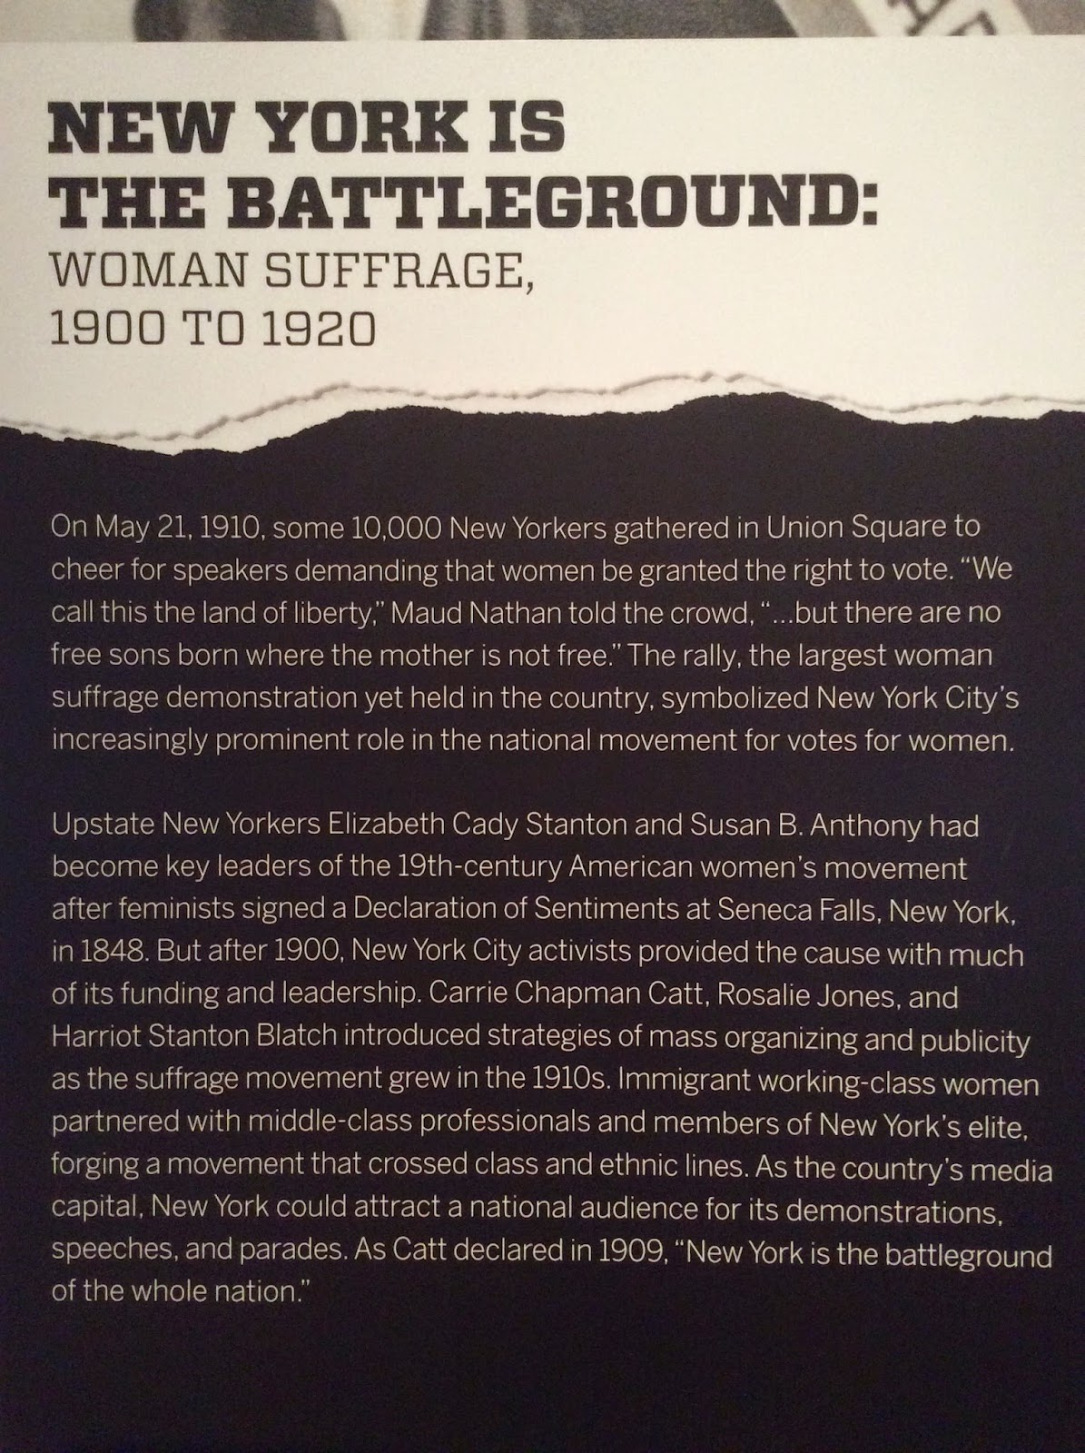 NEW YORK IS
THE BATTLEGROUND:
WOMAN SUFFRAGE,
1900 TO 1920
On May 21, 1910, some 10,000 New Yorkers gathered in Union Square to
cheer for speakers demanding that women be granted the right to vote. “We
call this the land of liberty,” Maud Nathan told the crowd, “...but there are no
free sons born where the mother is not free.” The rally, the largest woman
suffrage demonstration yet held in the country, symbolized New York City’s
increasingly prominent role in the national movement for votes for women.
Upstate New Yorkers Elizabeth Cady Stanton and Susan B. Anthony had
become key leaders of the 19th-century American women’s movement
after feminists signed a Declaration of Sentiments at Seneca Falls, New York,
in 1848. But after 1900, New York City activists provided the cause with much
of its funding and leadership. Carrie Chapman Catt, Rosalie Jones, and
Harriot Stanton Blatch introduced strategies of mass organizing and publicity
as the suffrage movement grew in the 1910s. Immigrant working-class women
partnered with middle-class professionals and members of New York’s elite,
forging a movement that crossed class and ethnic lines. As the country’s media
capital, New York could attract a national audience for its demonstrations,
speeches, and parades. As Catt declared in 1909, “New York is the battleground
of the whole nation.”